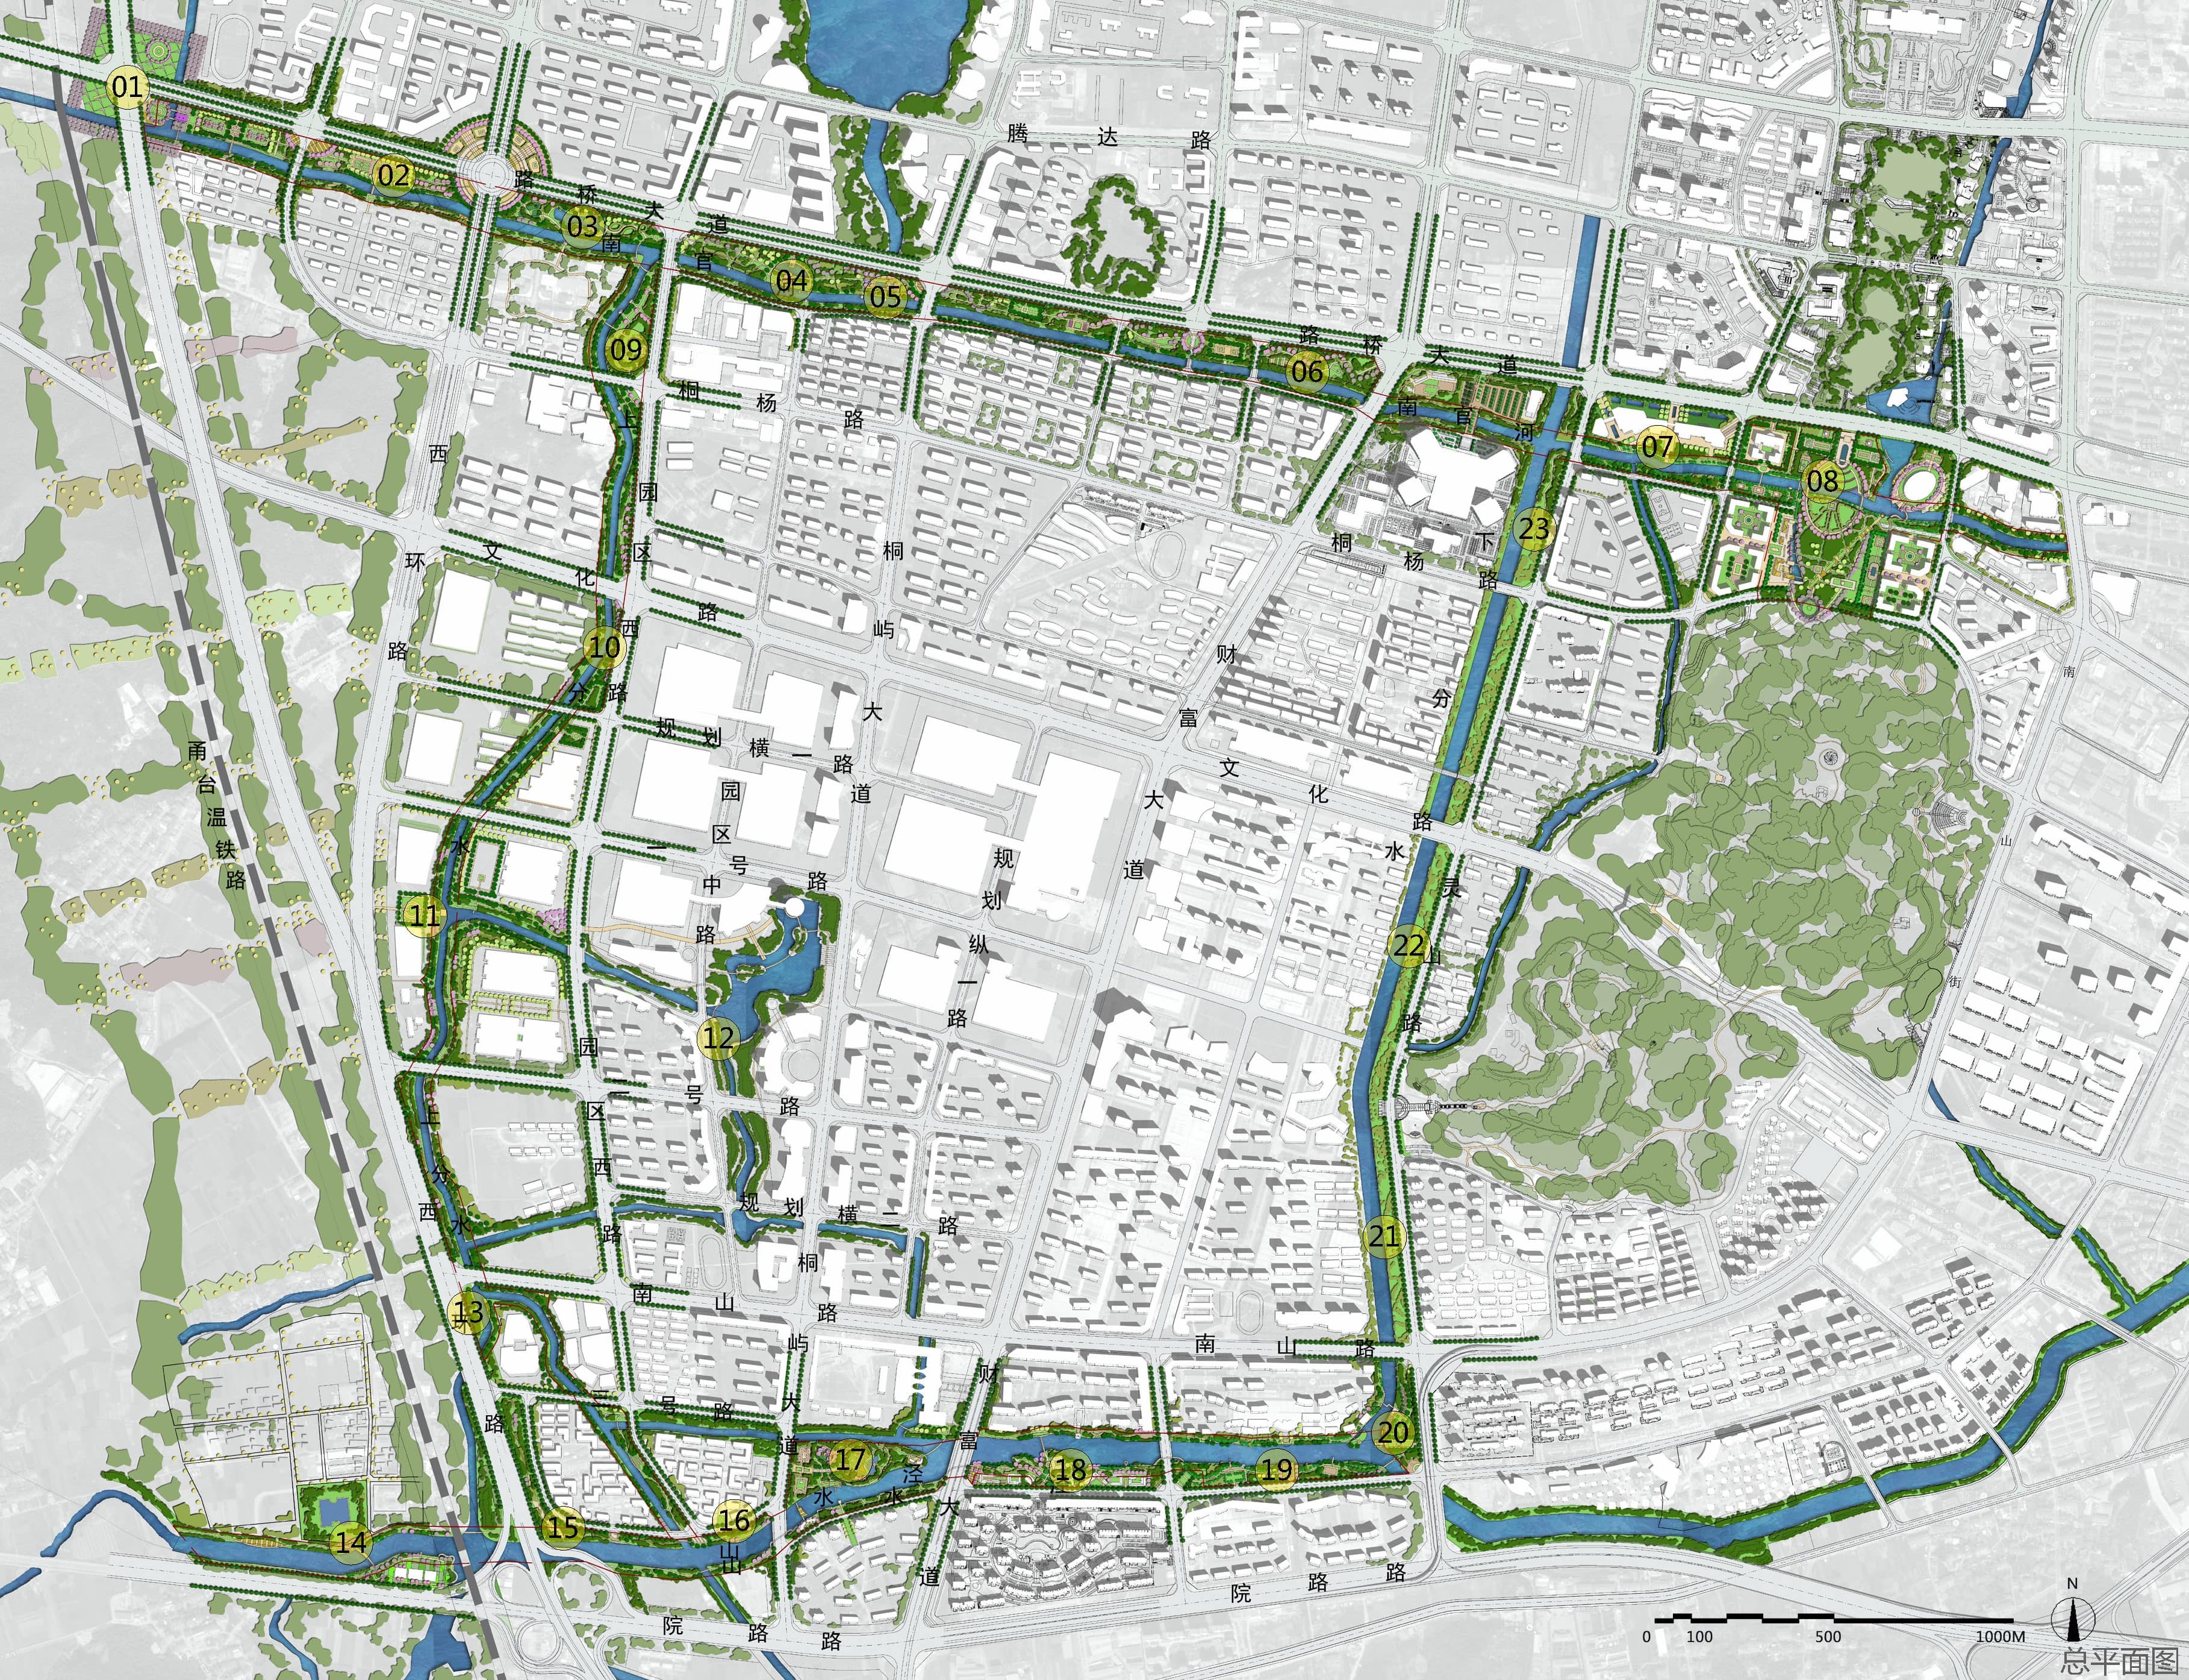 01
腾达路
02
路桥大道
03
南官
04
05
路桥大道
06
南官河
07
08
09
桐杨路
上
西环路
园区西路
文化路
10
分
水
桐屿大道
桐杨路
下
23
财富大道
分
水
文化路
南山街
甬台温铁路
规划横一路
园区中路
一号路
规划纵一路
灵山路
11
12
22
园区西路
二号路
上分水
西
规划横二路
21
13
南山路
桐屿大道
南山路
三号路
路
财富大道
14
15
16
17
18
19
20
山水泾
山
水
院路路
院路路
0 100 500 1000M
N
总平面图